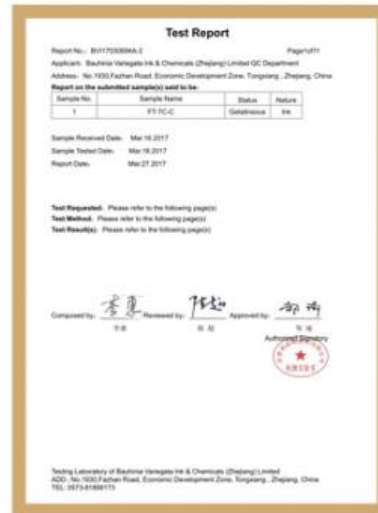 Test Report
Report No.: BVI1703069KA-2 Page1of11
Applicant: Bauhinia Variegata Ink & Chemicals (Zhejiang) Limited QC Department
Address: No.1930,Fazhan Road, Economic Development Zone, Tongxiang , Zhejiang, China
Report on the submitted sample(s) said to be:
Sample No. Sample Name Status Nature
1 FT-TC-C Gelatineous Ink
Sample Received Date: Mar.16.2017
Sample Tested Date: Mar.18.2017
Report Date: Mar.27.2017
Test Requested: Please refer to the following page(s)
Test Method: Please refer to the following page(s)
Test Result(s): Please refer to the following page(s)
Composed by: Reviewed by: Approved by:
Authorized Signatory
Testing Laboratory of Bauhinia Variegata Ink & Chemicals (Zhejiang) Limited
ADD: No.1930,Fazhan Road, Economic Development Zone, Tongxiang, Zhejiang, China
TEL: 0573-81898173